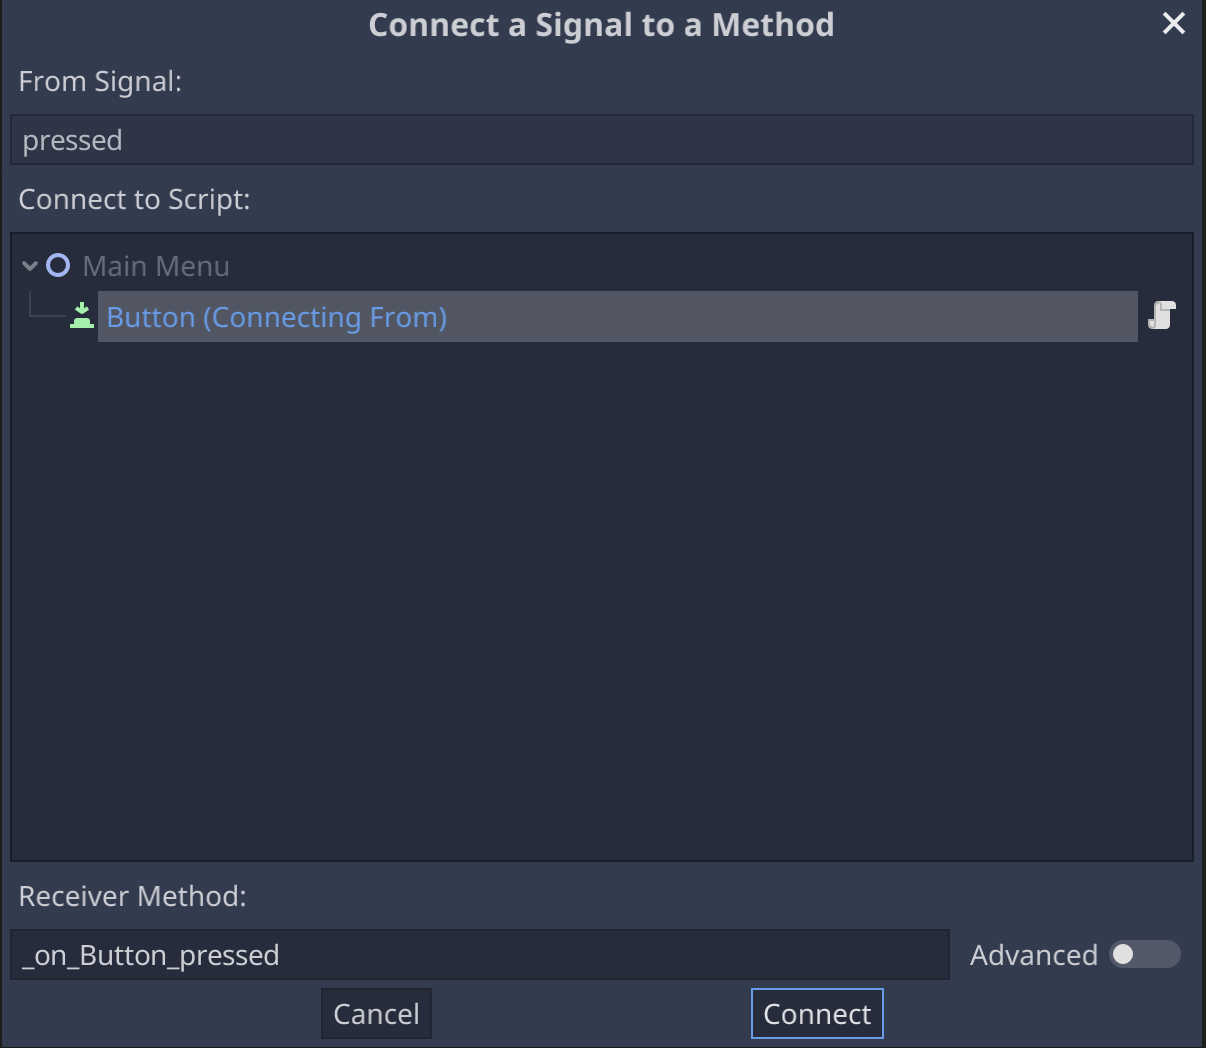 Connect a Signal to a Method
From Signal:
pressed
Connect to Script:
Main Menu
Button (Connecting From)
Receiver Method:
_on_Button_pressed
Advanced
Cancel
Connect